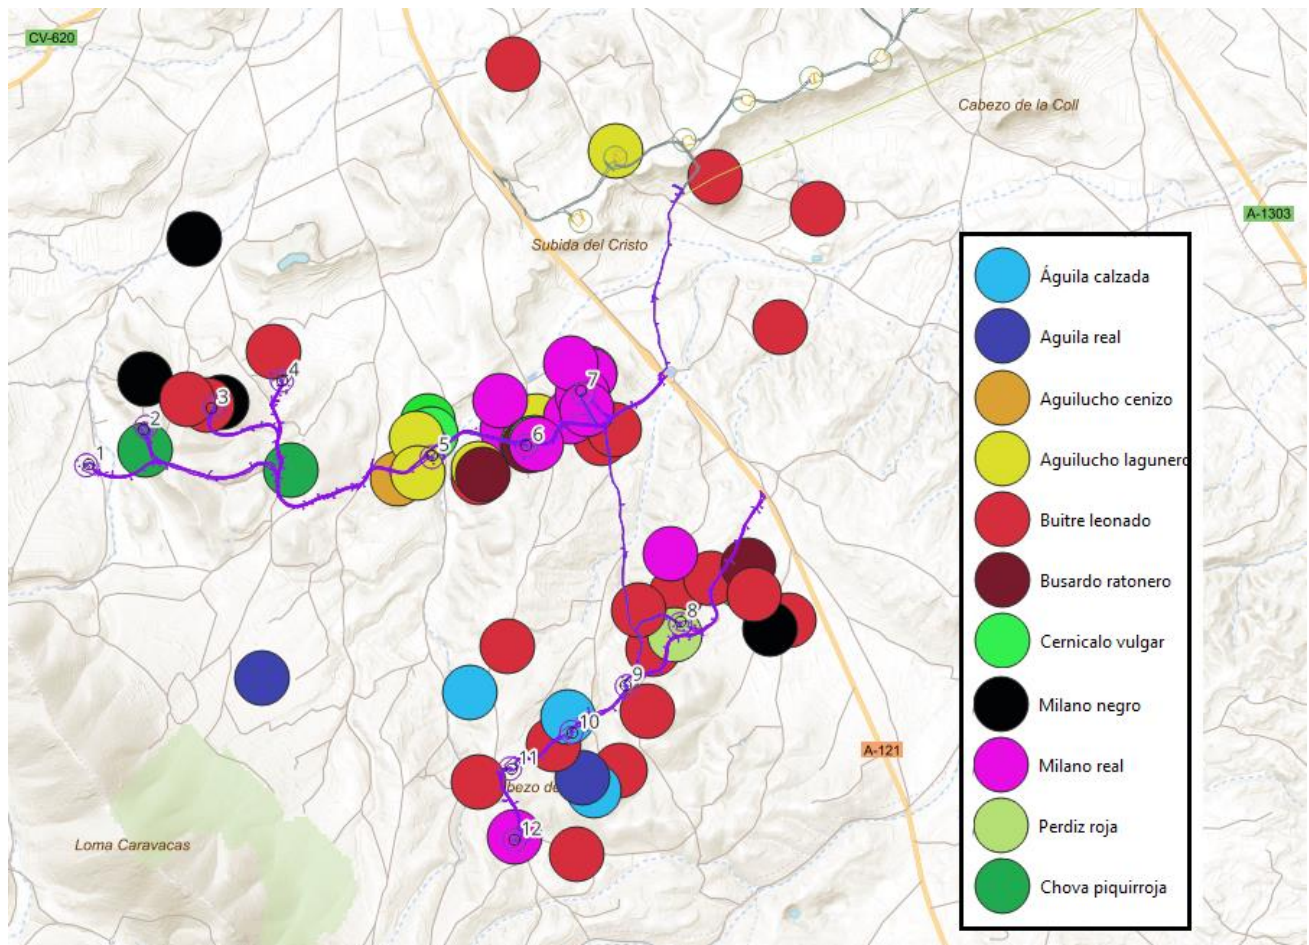 CV-620
Cabezo de la Coll
A-1303
Subida del Cristo
Águila calzada
Aguila real
Aguilucho cenizo
Aguilucho lagunero
Buitre leonado
Busardo ratonero
Cernicalo vulgar
Milano negro
Milano real
Perdiz roja
Chova piquirroja
4
7
3
2
1
5
6
8
9
10
11
bezo de
12
A-121
Loma Caravacas